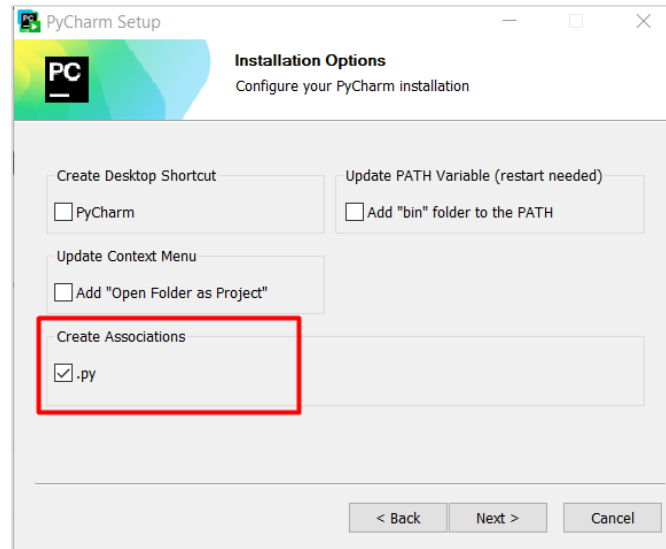 PyCharm Setup
PC
Installation Options
Configure your PyCharm installation
Create Desktop Shortcut
PyCharm
Update PATH Variable (restart needed)
Add "bin" folder to the PATH
Update Context Menu
Add "Open Folder as Project"
Create Associations
.py
< Back
Next >
Cancel